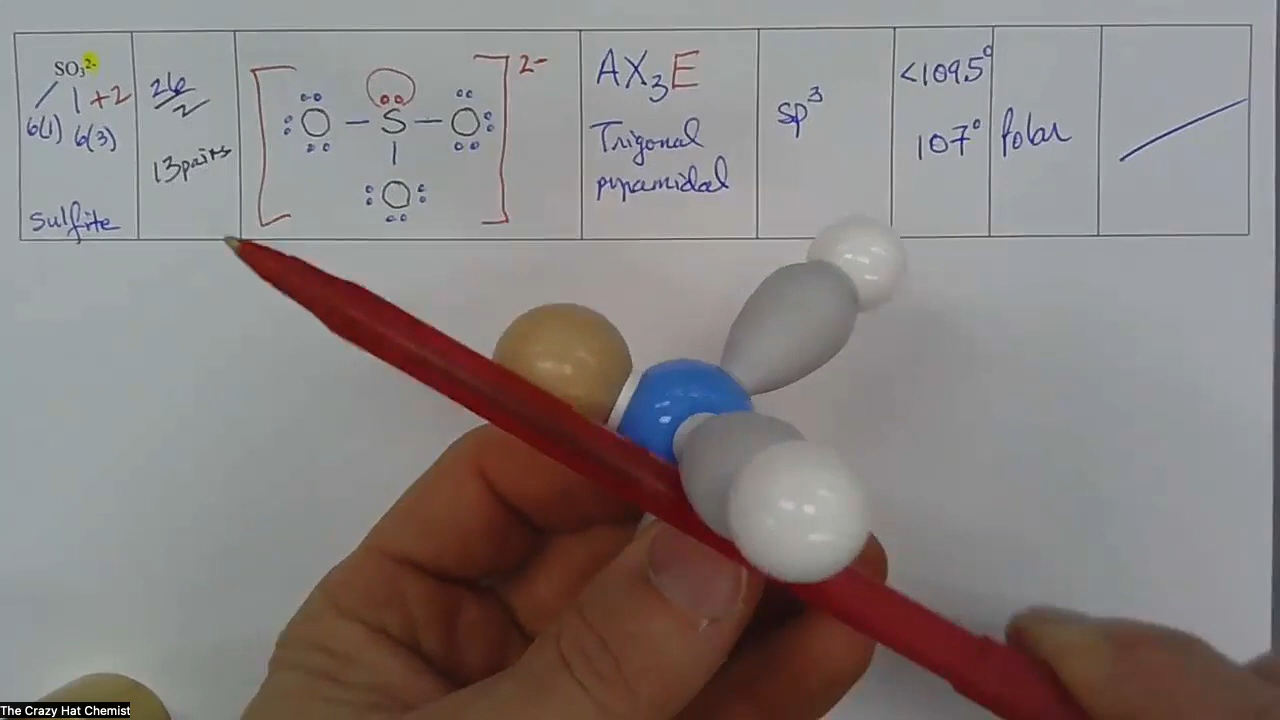 SO₃²⁻
6(1) 6(3) +2
Sulfite
26
2
13 pairs
[:O — S — O:]²⁻
|
:O:
AX₃E
Trigonal
pyramidal
sp³
<109.5°
107°
Polar
The Crazy Hat Chemist